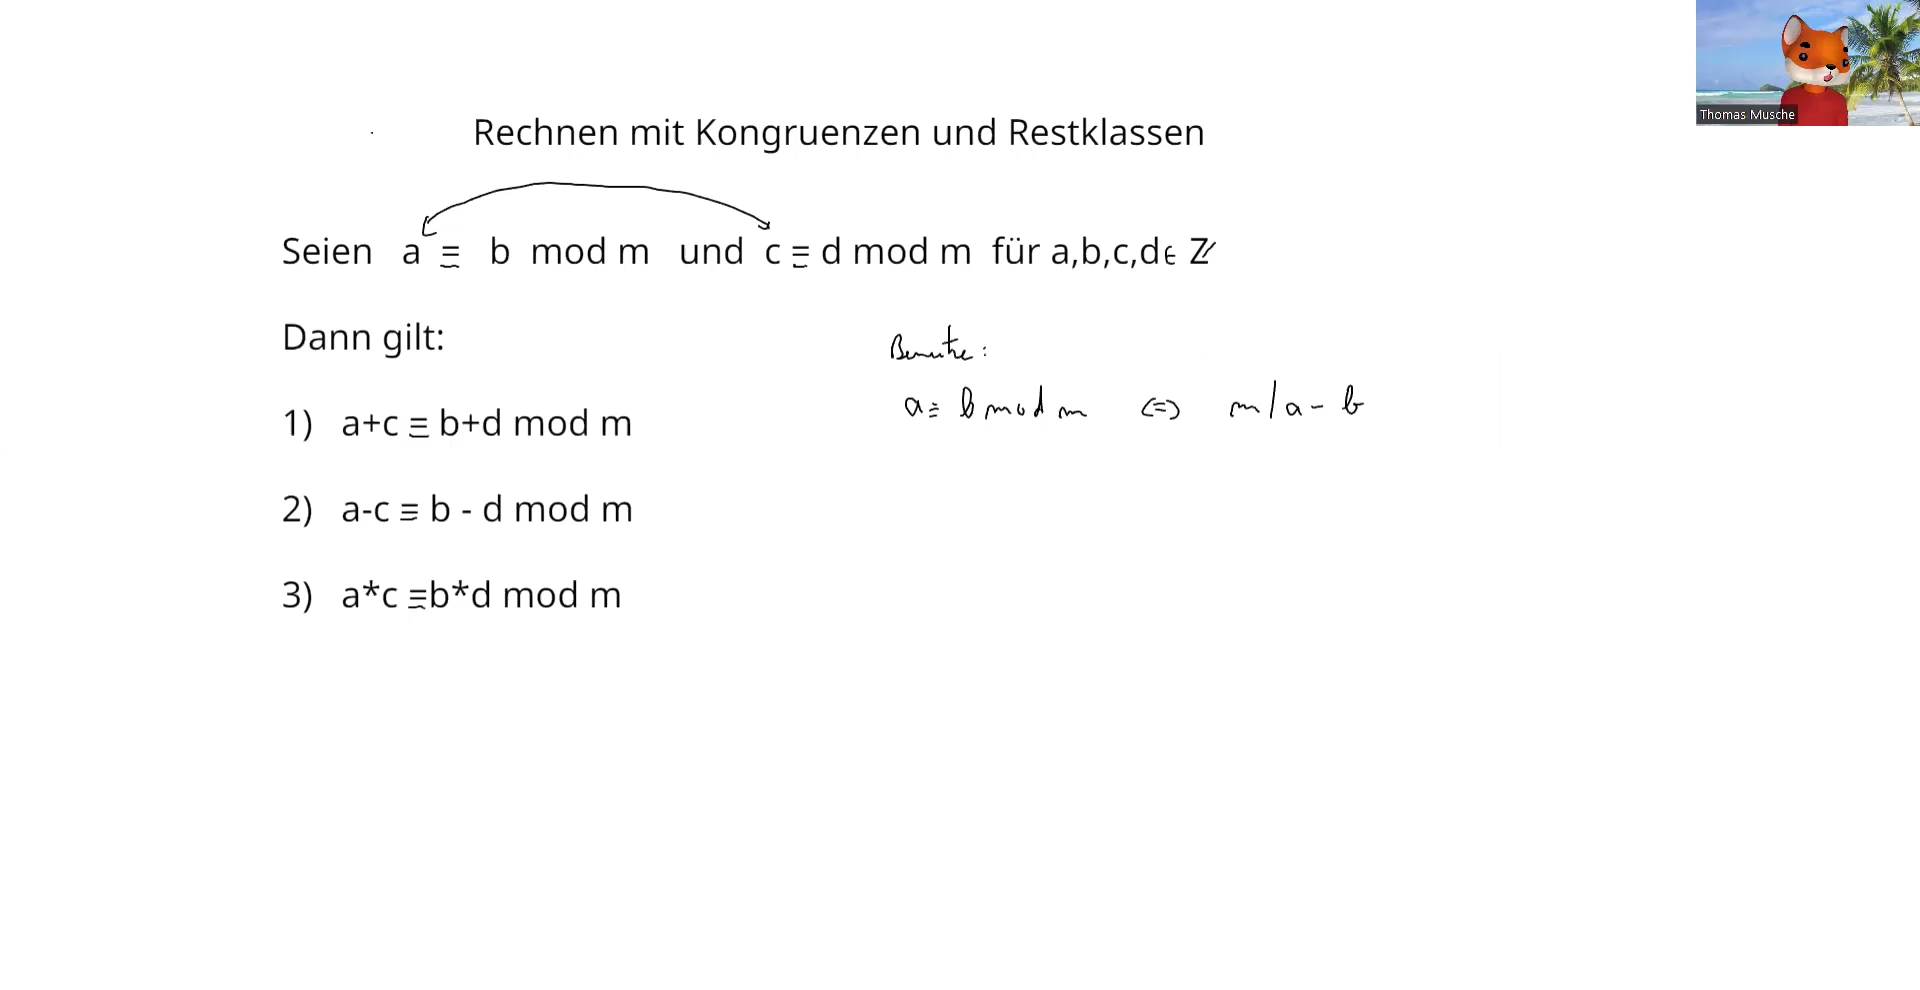 Thomas Musche
Rechnen mit Kongruenzen und Restklassen
Seien a ≡ b mod m und c ≡ d mod m für a,b,c,d∈ ℤ
Dann gilt:
Benutze:
a ≡ b mod m ⇔ m/a - b
1) a+c ≡ b+d mod m
2) a-c ≡ b - d mod m
3) a*c ≡b*d mod m